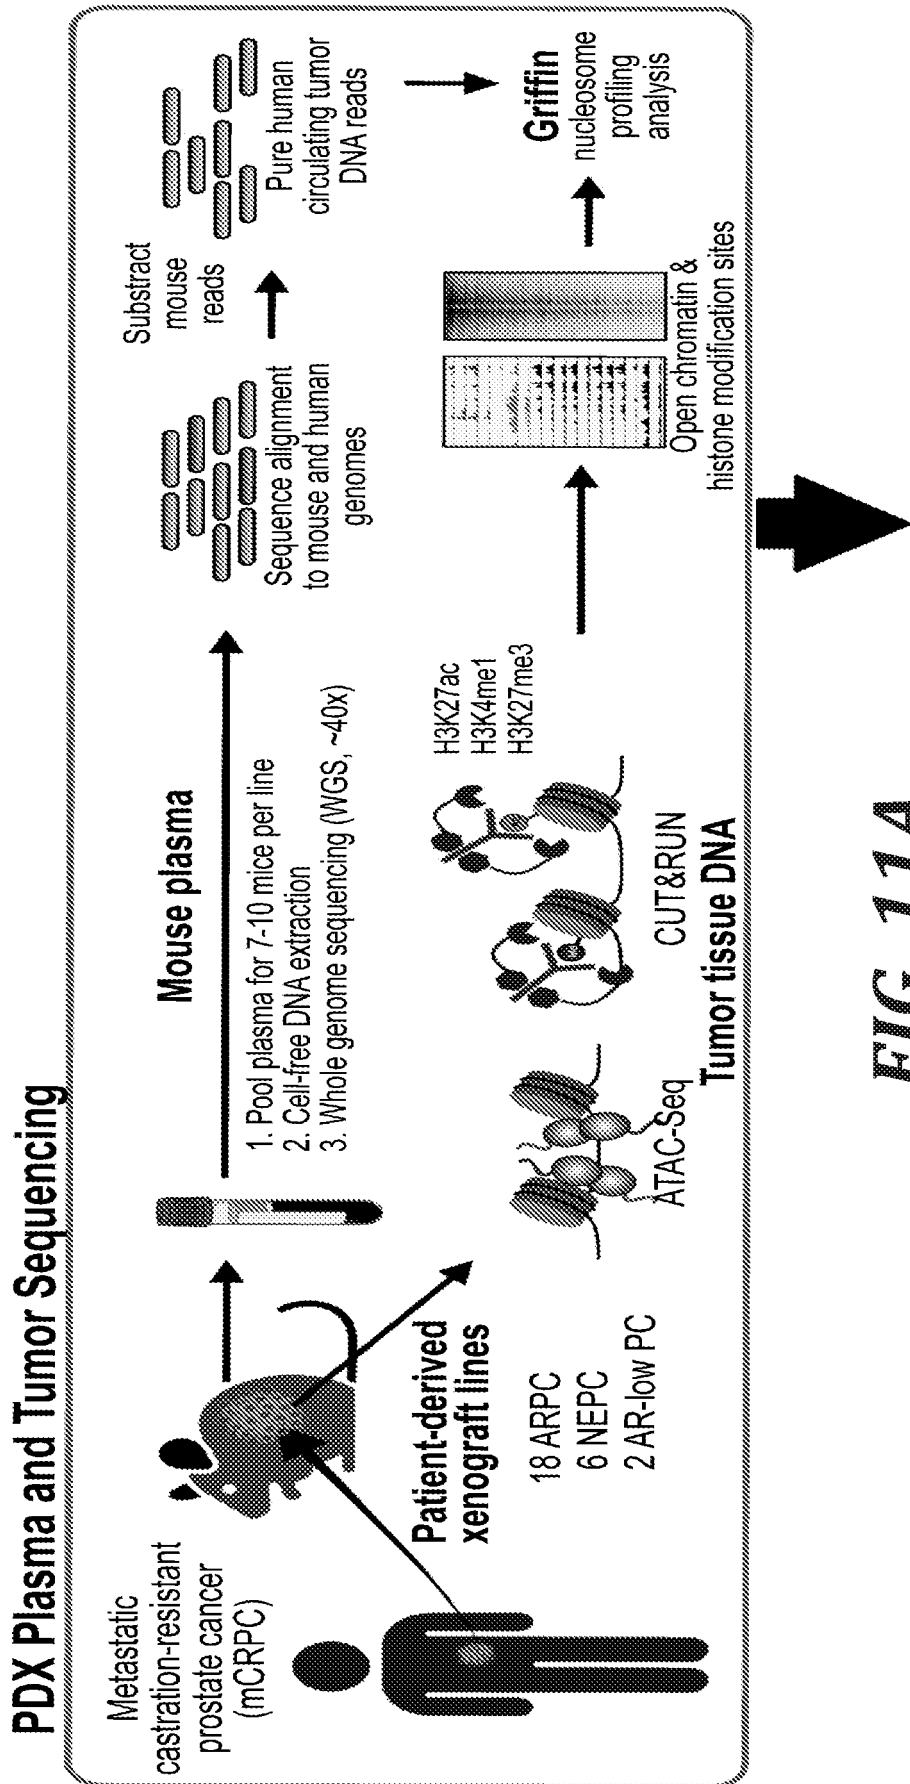 PDX Plasma and Tumor Sequencing
Metastatic
castration-resistant
prostate cancer
(mCRPC)
Patient-derived
xenograft lines
18 ARPC
6 NEPC
2 AR-low PC
Mouse plasma
1. Pool plasma for 7-10 mice per line
2. Cell-free DNA extraction
3. Whole genome sequencing (WGS, ~40x)
Sequence alignment
to mouse and human
genomes
Substract
mouse
reads
Pure human
circulating tumor
DNA reads
ATAC-Seq
CUT&RUN
Tumor tissue DNA
H3K27ac
H3K4me1
H3K27me3
Open chromatin &
histone modification sites
Griffin
nucleosome
profiling
analysis
FIG. 11A